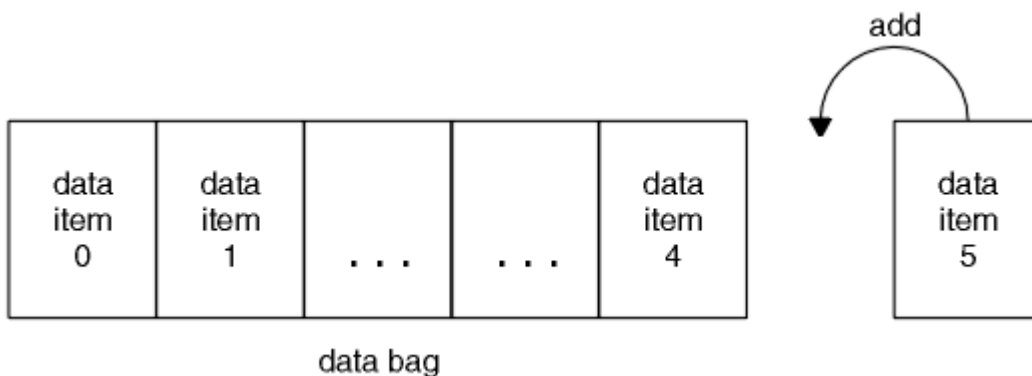 add
data
item
0
data
item
1
. . .
. . .
data
item
4
data
item
5
data bag